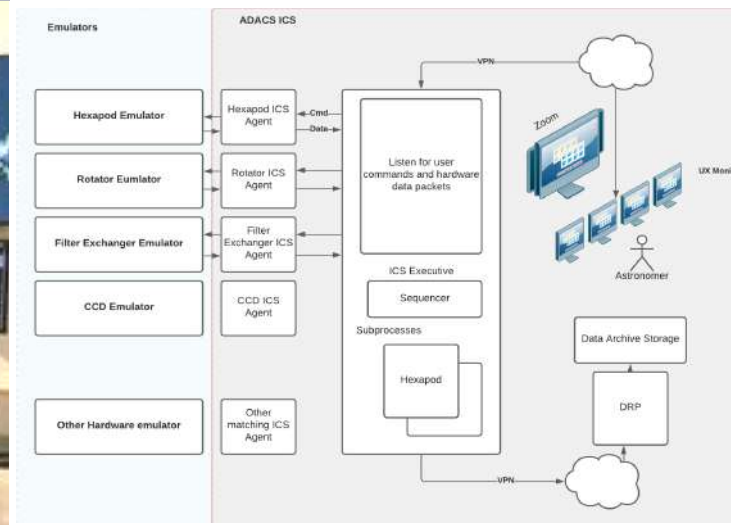 Emulators
ADACS ICS
VPN
Hexapod Emulator
Hexapod ICS
Agent
Cmd
Data
Listen for user
commands and hardware
data packets
Zoom
Rotator Eumlator
Rotator ICS
Agent
UX Moni
Filter Exchanger Emulator
Filter
Exchanger ICS
Agent
Astronomer
ICS Executive
CCD Emulator
CCD ICS
Agent
Sequencer
Subprocesses
Hexapod
Data Archive Storage
DRP
Other Hardware emulator
Other
matching ICS
Agent
VPN